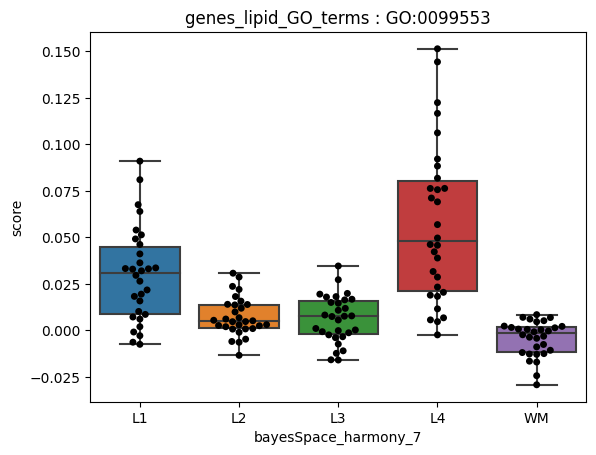 genes_lipid_GO_terms : GO:0099553
0.150
0.125
0.100
0.075
0.050
0.025
0.000
−0.025
score
L1 L2 L3 L4 WM
bayesSpace_harmony_7